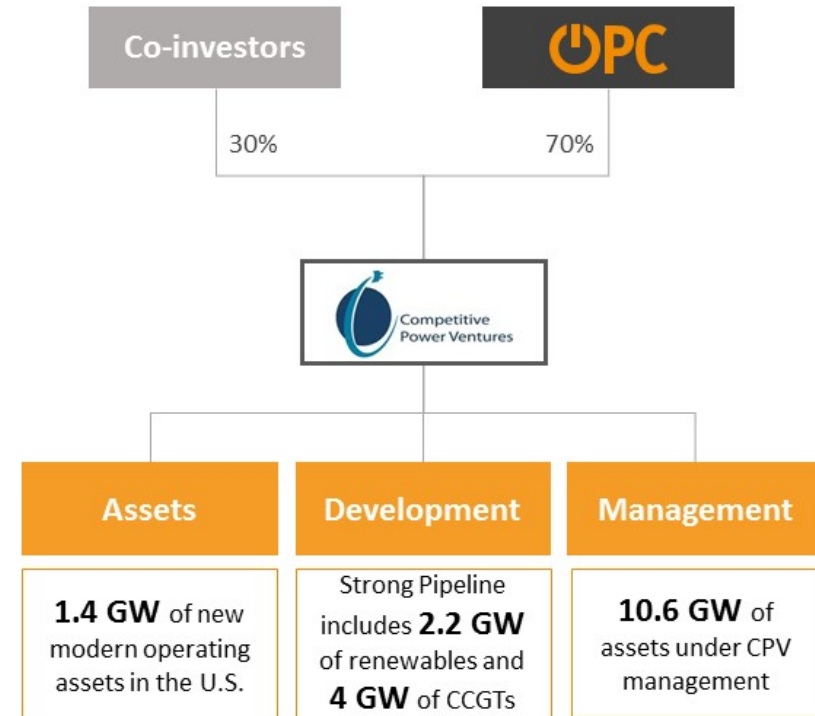 Co-investors
OPC
30%
70%
Competitive
Power Ventures
Assets
Development
Management
1.4 GW of new
modern operating
assets in the U.S.
Strong Pipeline
includes 2.2 GW
of renewables and
4 GW of CCGTs
10.6 GW of
assets under CPV
management